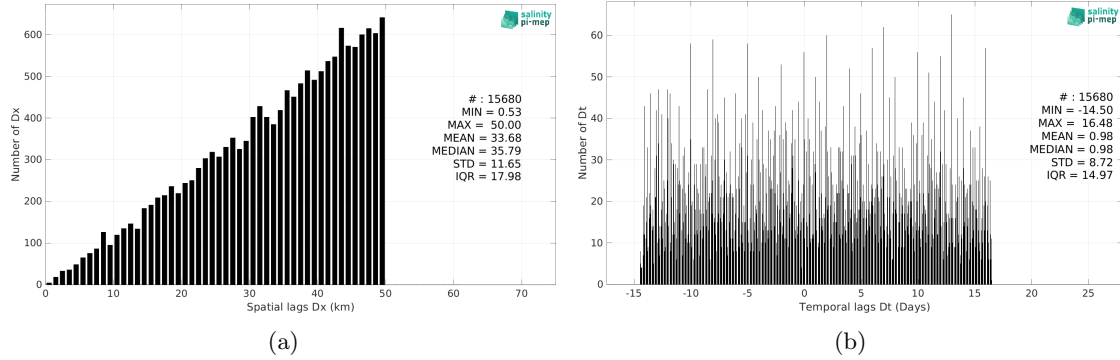 salinity
pi-mep
600
500
400
300
200
100
0
Number of Dx
# : 15680
MIN = 0.53
MAX = 50.00
MEAN = 33.68
MEDIAN = 35.79
STD = 11.65
IQR = 17.98
0 10 20 30 40 50 60 70
Spatial lags Dx (km)
(a)
salinity
pi-mep
60
50
40
30
20
10
0
Number of Dt
# : 15680
MIN = -14.50
MAX = 16.48
MEAN = 0.98
MEDIAN = 0.98
STD = 8.72
IQR = 14.97
-15 -10 -5 0 5 10 15 20 25
Temporal lags Dt (Days)
(b)